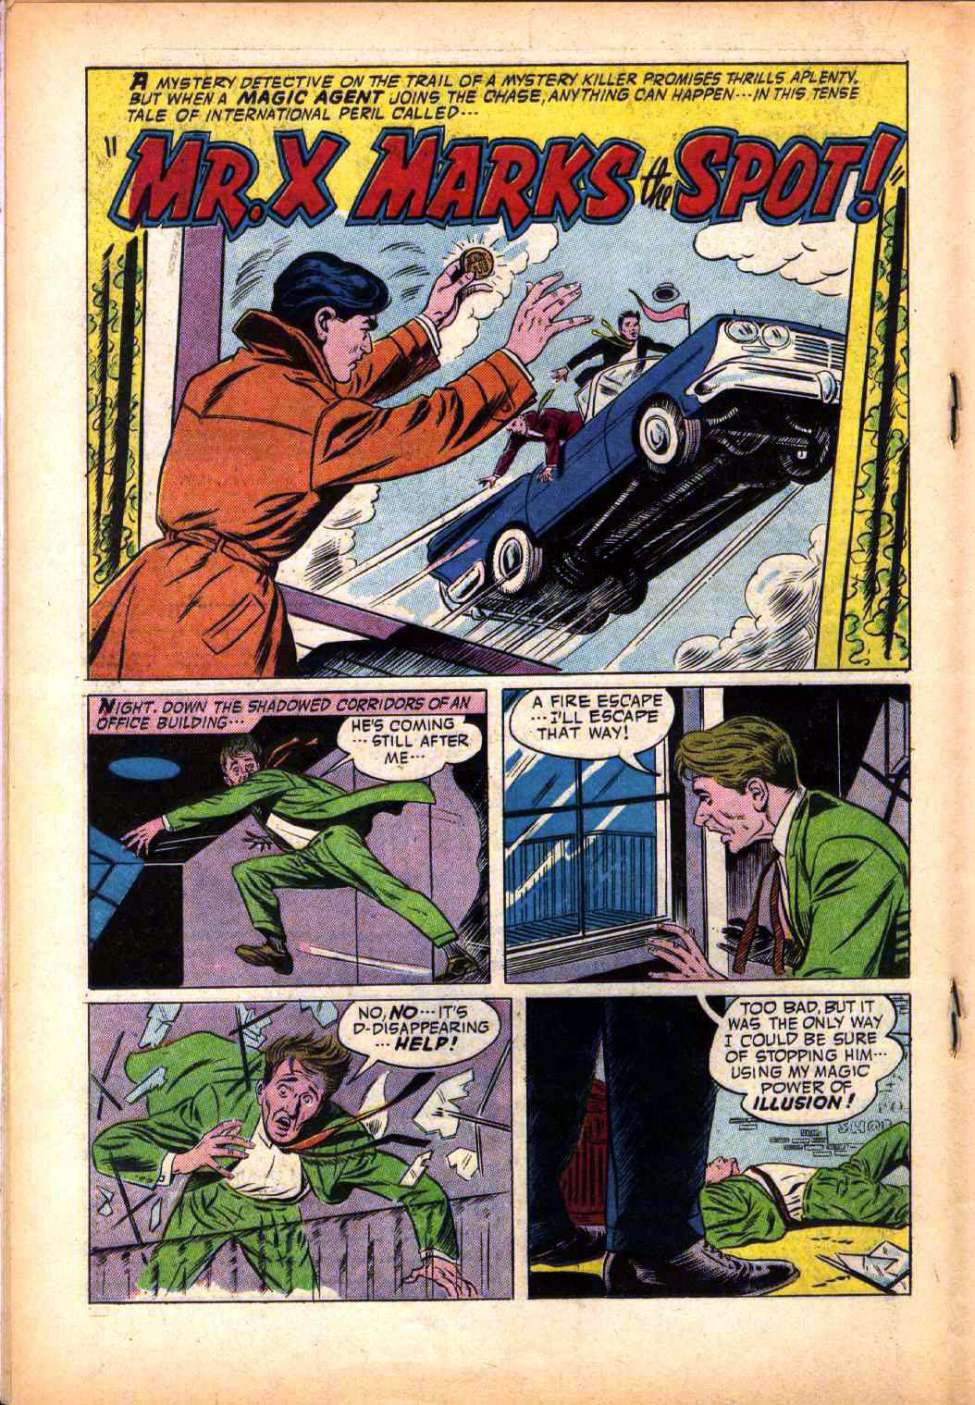 A MYSTERY DETECTIVE ON THE TRAIL OF A MYSTERY KILLER PROMISES THRILLS APLENTY.
BUT WHEN A MAGIC AGENT JOINS THE CHASE, ANYTHING CAN HAPPEN---IN THIS TENSE
TALE OF INTERNATIONAL PERIL CALLED---
"MR. X MARKS the SPOT!"
NIGHT. DOWN THE SHADOWED CORRIDORS OF AN
OFFICE BUILDING---
HE'S COMING
--- STILL AFTER
ME---
A FIRE ESCAPE
---I'LL ESCAPE
THAT WAY!
NO, NO---IT'S
D-DISAPPEARING
---HELP!
TOO BAD, BUT IT
WAS THE ONLY WAY
I COULD BE SURE
OF STOPPING HIM---
USING MY MAGIC
POWER OF
ILLUSION!
SHOP